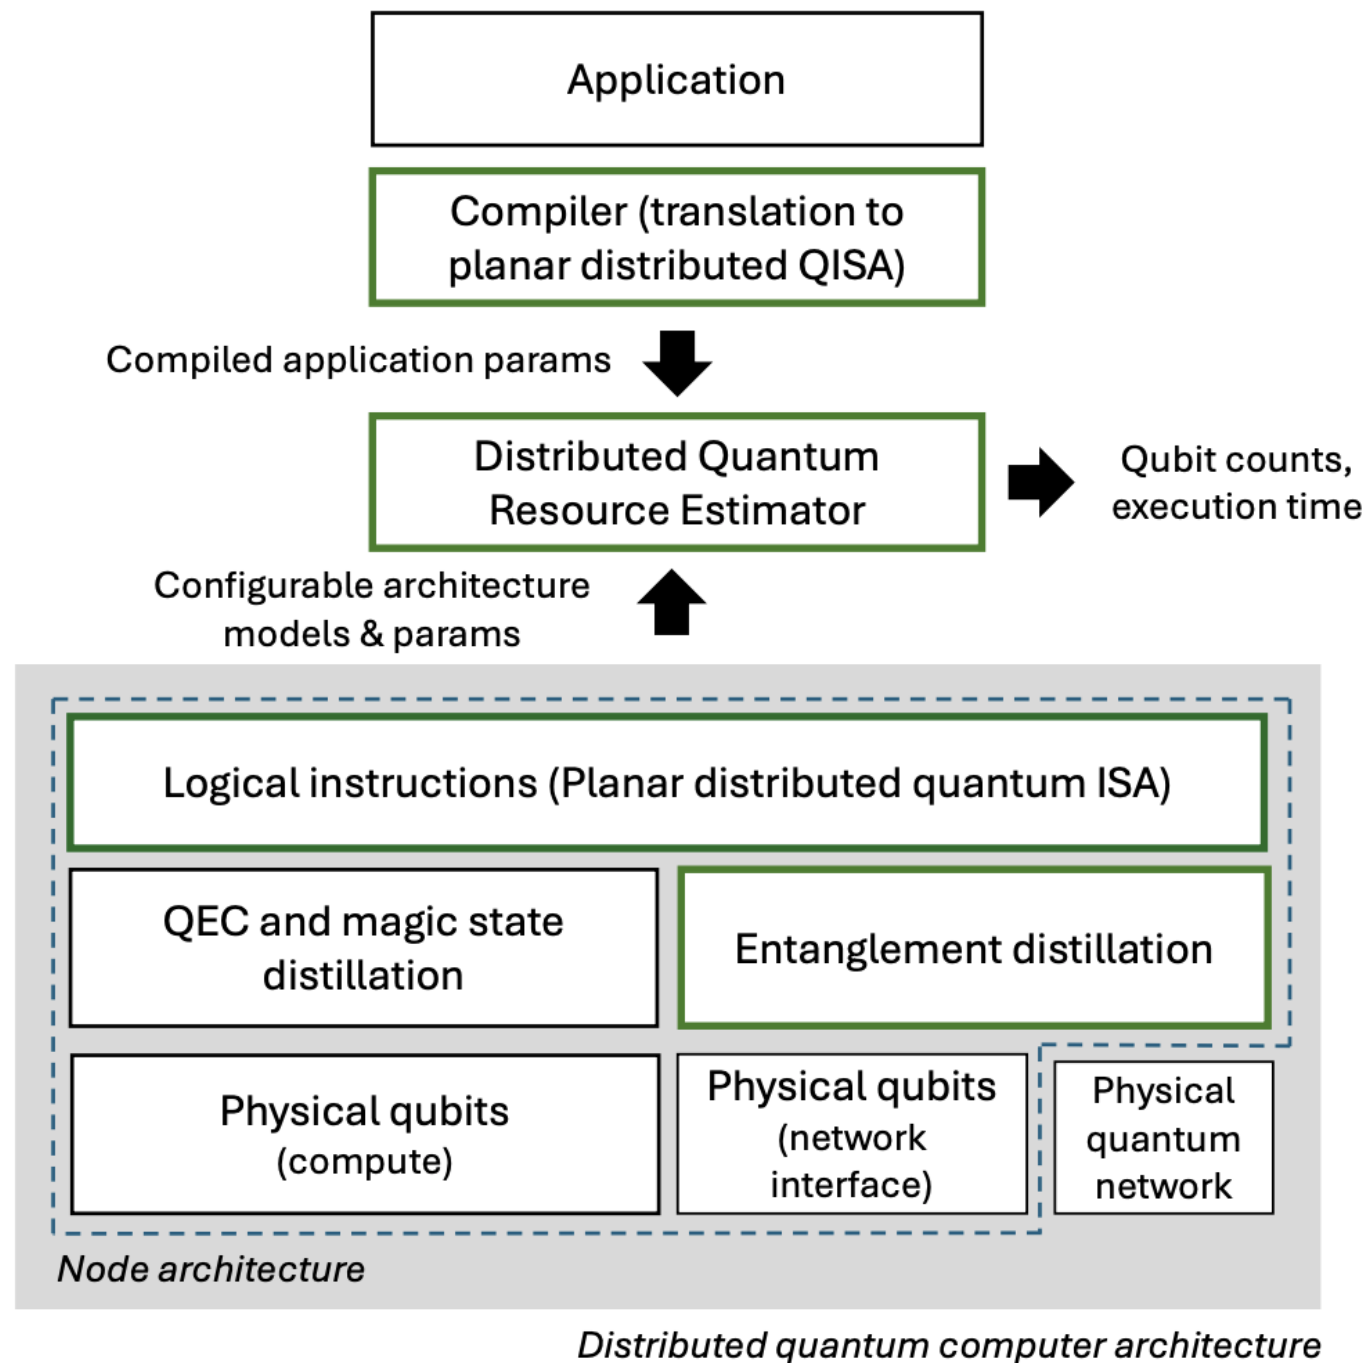 Application
Compiler (translation to
planar distributed QISA)
Compiled application params
Distributed Quantum
Resource Estimator
Qubit counts,
execution time
Configurable architecture
models & params
Logical instructions (Planar distributed quantum ISA)
QEC and magic state
distillation
Entanglement distillation
Physical qubits
(compute)
Physical qubits
(network
interface)
Physical
quantum
network
Node architecture
Distributed quantum computer architecture